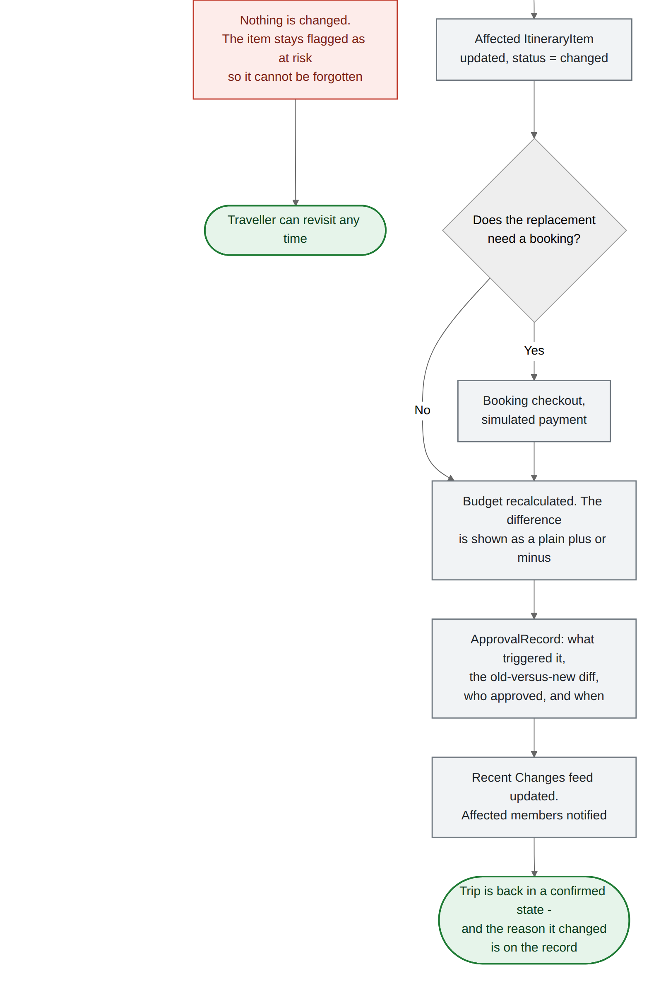 Nothing is changed.
The item stays flagged as
at risk
so it cannot be forgotten
Affected ItineraryItem
updated, status = changed
Traveller can revisit any
time
Does the replacement
need a booking?
Yes
No
Booking checkout,
simulated payment
Budget recalculated. The
difference
is shown as a plain plus or
minus
ApprovalRecord: what
triggered it,
the old-versus-new diff,
who approved, and when
Recent Changes feed
updated.
Affected members notified
Trip is back in a confirmed
state -
and the reason it changed
is on the record